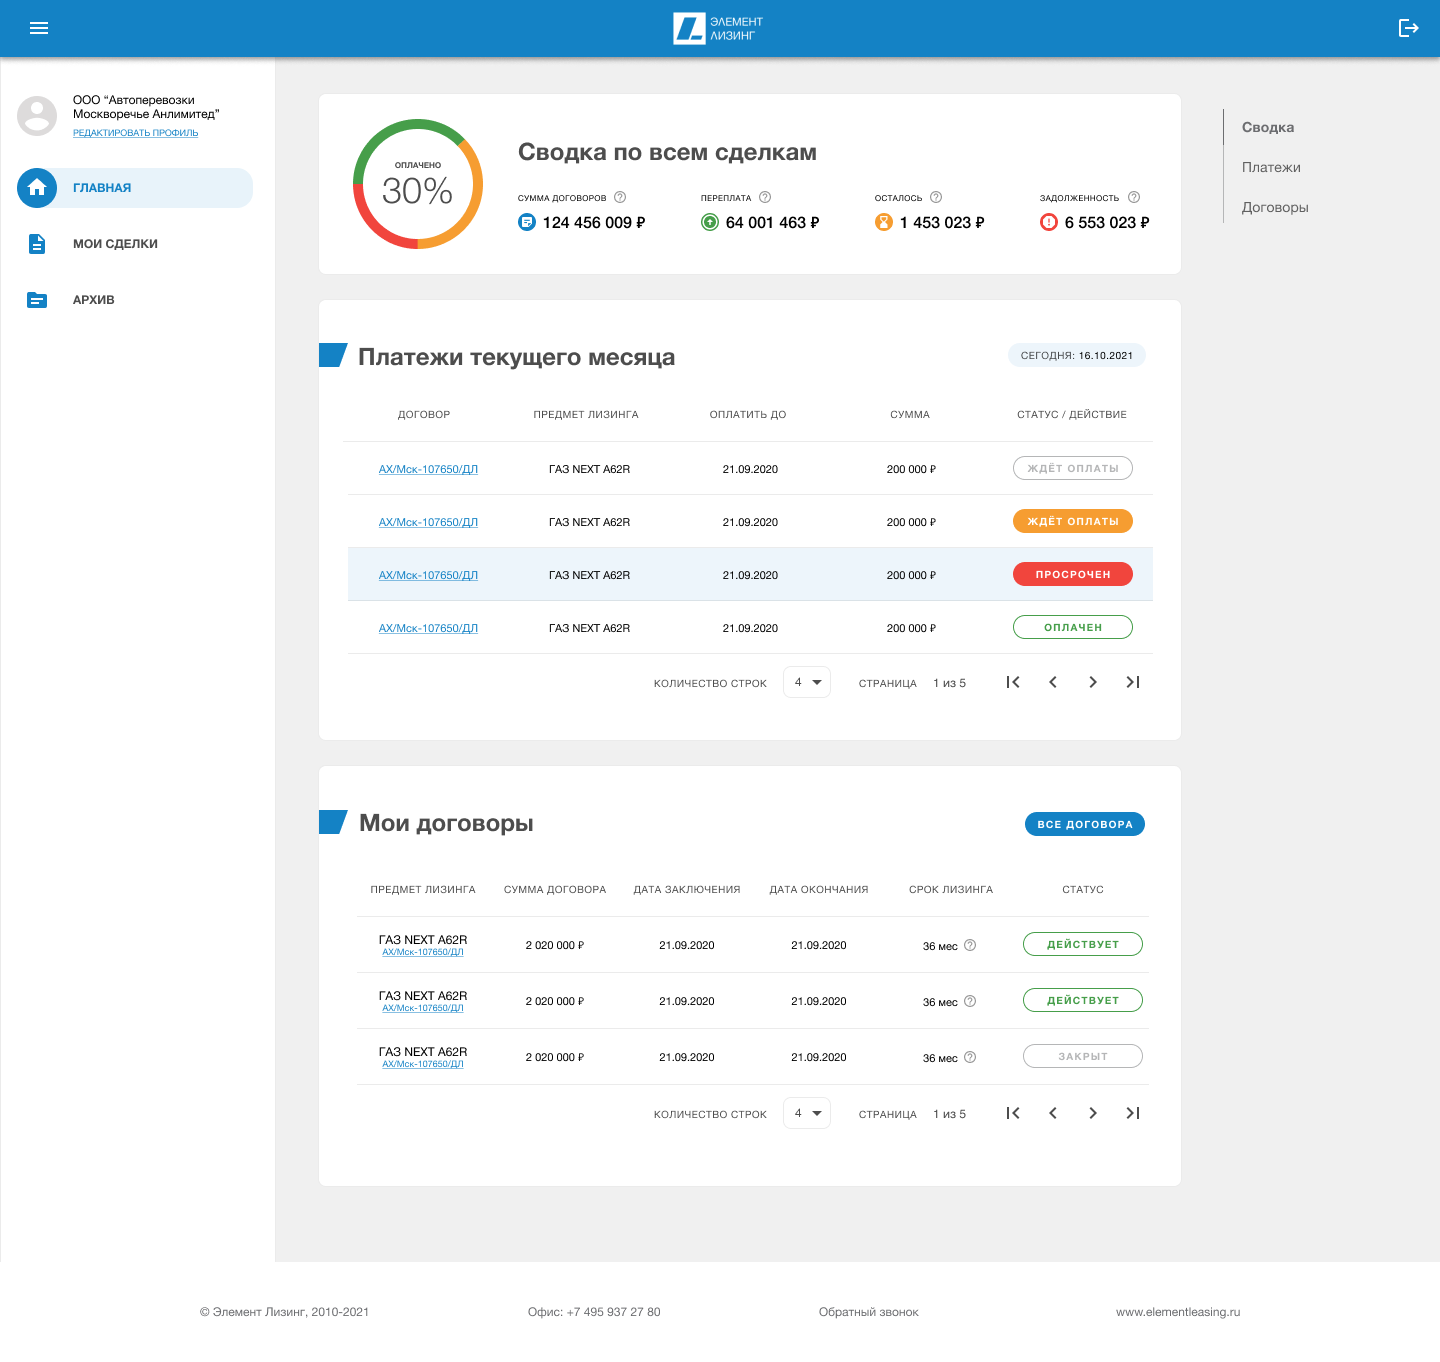 ЭЛЕМЕНТ
ЛИЗИНГ
ООО “Автоперевозки
Москворечье Анлимитед”
РЕДАКТИРОВАТЬ ПРОФИЛЬ
ГЛАВНАЯ
МОИ СДЕЛКИ
АРХИВ
ОПЛАЧЕНО
30%
Сводка по всем сделкам
СУММА ДОГОВОРОВ ПЕРЕПЛАТА ОСТАЛОСЬ ЗАДОЛЖЕННОСТЬ
124 456 009 ₽ 64 001 463 ₽ 1 453 023 ₽ 6 553 023 ₽
Сводка
Платежи
Договоры
Платежи текущего месяца
СЕГОДНЯ: 16.10.2021
ДОГОВОР ПРЕДМЕТ ЛИЗИНГА ОПЛАТИТЬ ДО СУММА СТАТУС / ДЕЙСТВИЕ
АХ/Мск-107650/ДЛ ГАЗ NEXT A62R 21.09.2020 200 000 ₽ ЖДЁТ ОПЛАТЫ
АХ/Мск-107650/ДЛ ГАЗ NEXT A62R 21.09.2020 200 000 ₽ ЖДЁТ ОПЛАТЫ
АХ/Мск-107650/ДЛ ГАЗ NEXT A62R 21.09.2020 200 000 ₽ ПРОСРОЧЕН
АХ/Мск-107650/ДЛ ГАЗ NEXT A62R 21.09.2020 200 000 ₽ ОПЛАЧЕН
КОЛИЧЕСТВО СТРОК 4 СТРАНИЦА 1 из 5
Мои договоры
ВСЕ ДОГОВОРА
ПРЕДМЕТ ЛИЗИНГА СУММА ДОГОВОРА ДАТА ЗАКЛЮЧЕНИЯ ДАТА ОКОНЧАНИЯ СРОК ЛИЗИНГА СТАТУС
ГАЗ NEXT A62R 2 020 000 ₽ 21.09.2020 21.09.2020 36 мес ДЕЙСТВУЕТ
АХ/Мск-107650/ДЛ
ГАЗ NEXT A62R 2 020 000 ₽ 21.09.2020 21.09.2020 36 мес ДЕЙСТВУЕТ
АХ/Мск-107650/ДЛ
ГАЗ NEXT A62R 2 020 000 ₽ 21.09.2020 21.09.2020 36 мес ЗАКРЫТ
АХ/Мск-107650/ДЛ
КОЛИЧЕСТВО СТРОК 4 СТРАНИЦА 1 из 5
© Элемент Лизинг, 2010-2021 Офис: +7 495 937 27 80 Обратный звонок www.elementleasing.ru